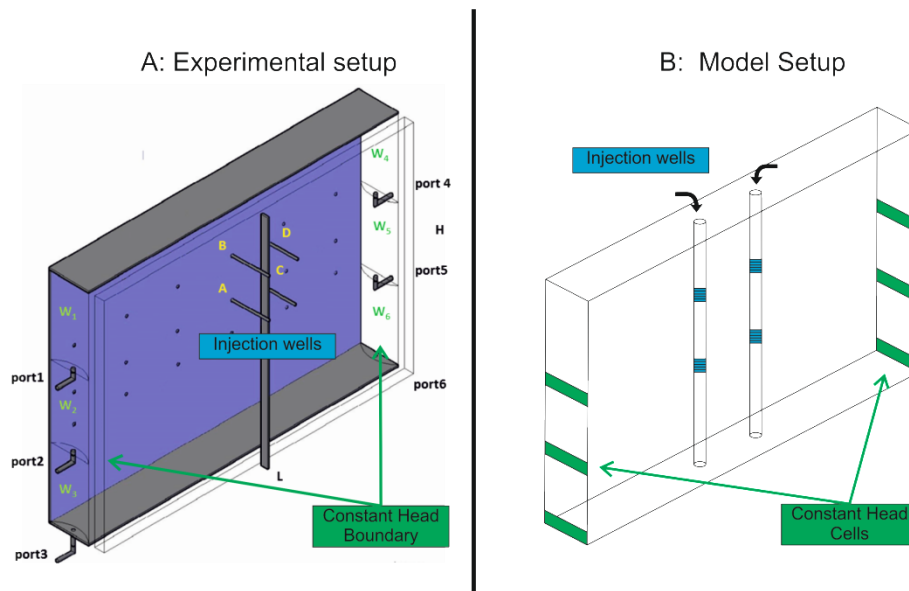 A: Experimental setup
W4
port 4
W5
H
D
B
C
port5
A
W1
W6
Injection wells
port1
port6
W2
port2
L
W3
Constant Head
Boundary
port3
B: Model Setup
Injection wells
Constant Head
Cells